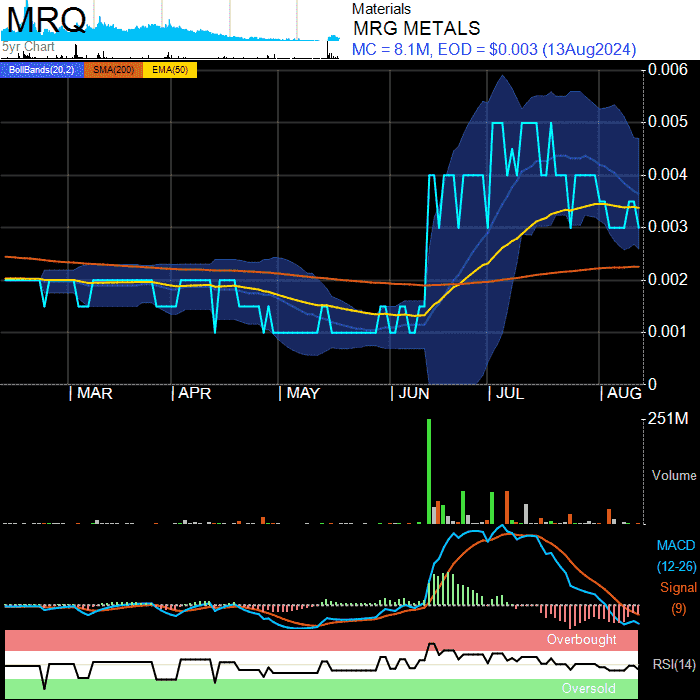 MRQ
5yr Chart
Materials
MRG METALS
MC = 8.1M, EOD = $0.003 (13Aug2024)
BollBands(20,2) SMA(200) EMA(50)
0.006
0.005
0.004
0.003
0.002
0.001
0
MAR APR MAY JUN JUL AUG
251M
Volume
MACD
(12-26)
Signal
(9)
Overbought
RSI(14)
Oversold